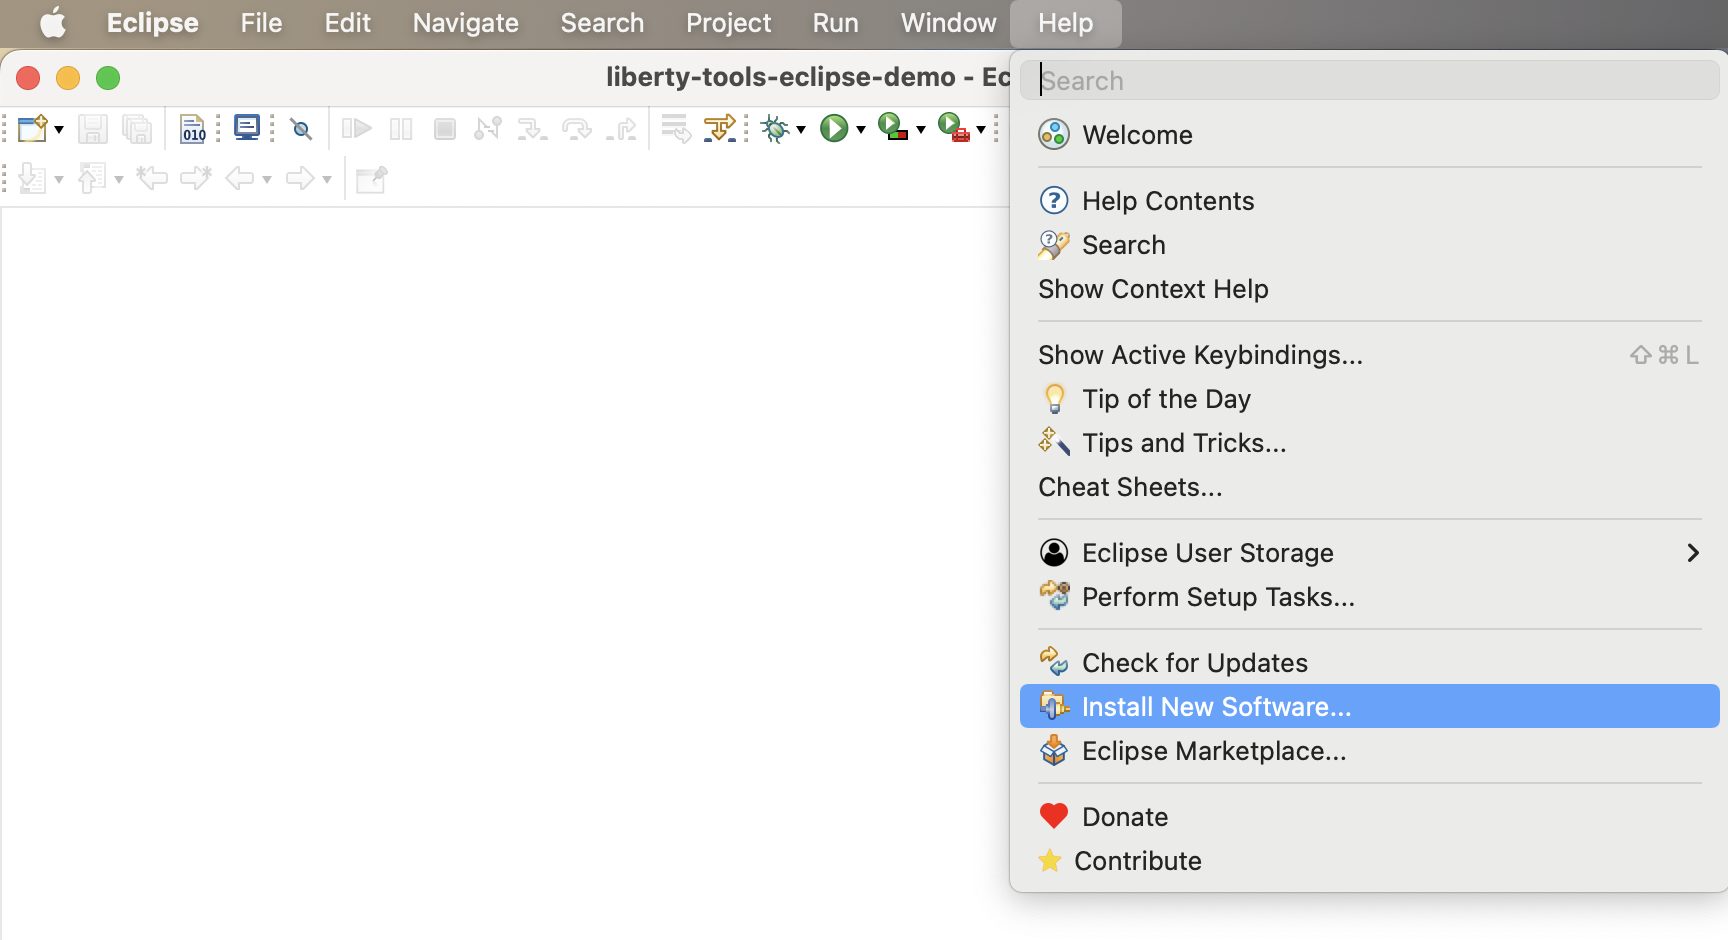 Eclipse File Edit Navigate Search Project Run Window Help
liberty-tools-eclipse-demo - Ec
Search
010
Welcome
Help Contents
Search
Show Context Help
Show Active Keybindings... ⇧⌘L
Tip of the Day
Tips and Tricks...
Cheat Sheets...
Eclipse User Storage
Perform Setup Tasks...
Check for Updates
Install New Software...
Eclipse Marketplace...
Donate
Contribute